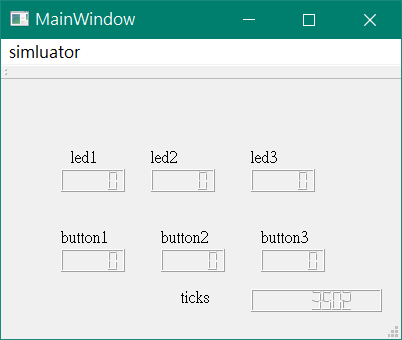 MainWindow
simluator
led1 led2 led3
0 0 0
button1 button2 button3
0 0 0
ticks 3502